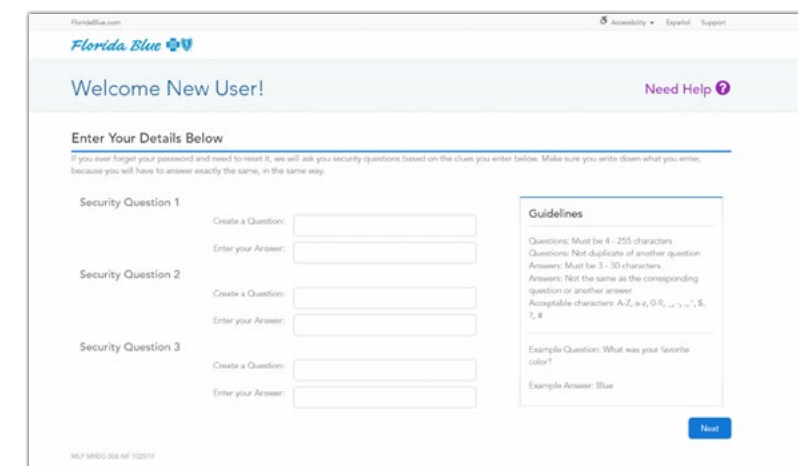 FloridaBlue.com
Accessibility Español Support
Florida Blue
Welcome New User!
Need Help ?
Enter Your Details Below
If you ever forget your password and need to reset it, we will ask you security questions based on the clues you enter below. Make sure you write down what you enter,
because you will have to answer exactly the same, in the same way.
Security Question 1
Create a Question:
Enter your Answer:
Security Question 2
Create a Question:
Enter your Answer:
Security Question 3
Create a Question:
Enter your Answer:
Guidelines
Questions: Must be 4 - 255 characters
Questions: Not duplicate of another question
Answers: Must be 3 - 30 characters
Answers: Not the same as the corresponding
question or another answer
Acceptable characters: A-Z, a-z, 0-9,
?, #
Example Question: What was your favorite
color?
Example Answer: Blue
Next
MLP MREG 006 NF 102019